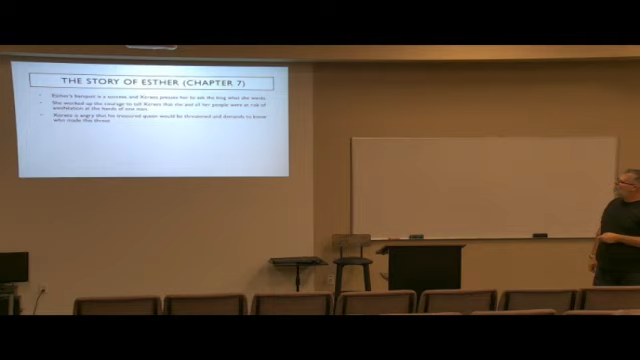 THE STORY OF ESTHER (CHAPTER 7)
Esther's banquet is a success and Xerxes presses her to ask the king what she wants.
She worked up the courage to tell Xerxes that she and all her people were at risk of
annihilation at the hands of one man.
Xerxes is angry that his treasured queen would be threatened and demands to know
who made this threat